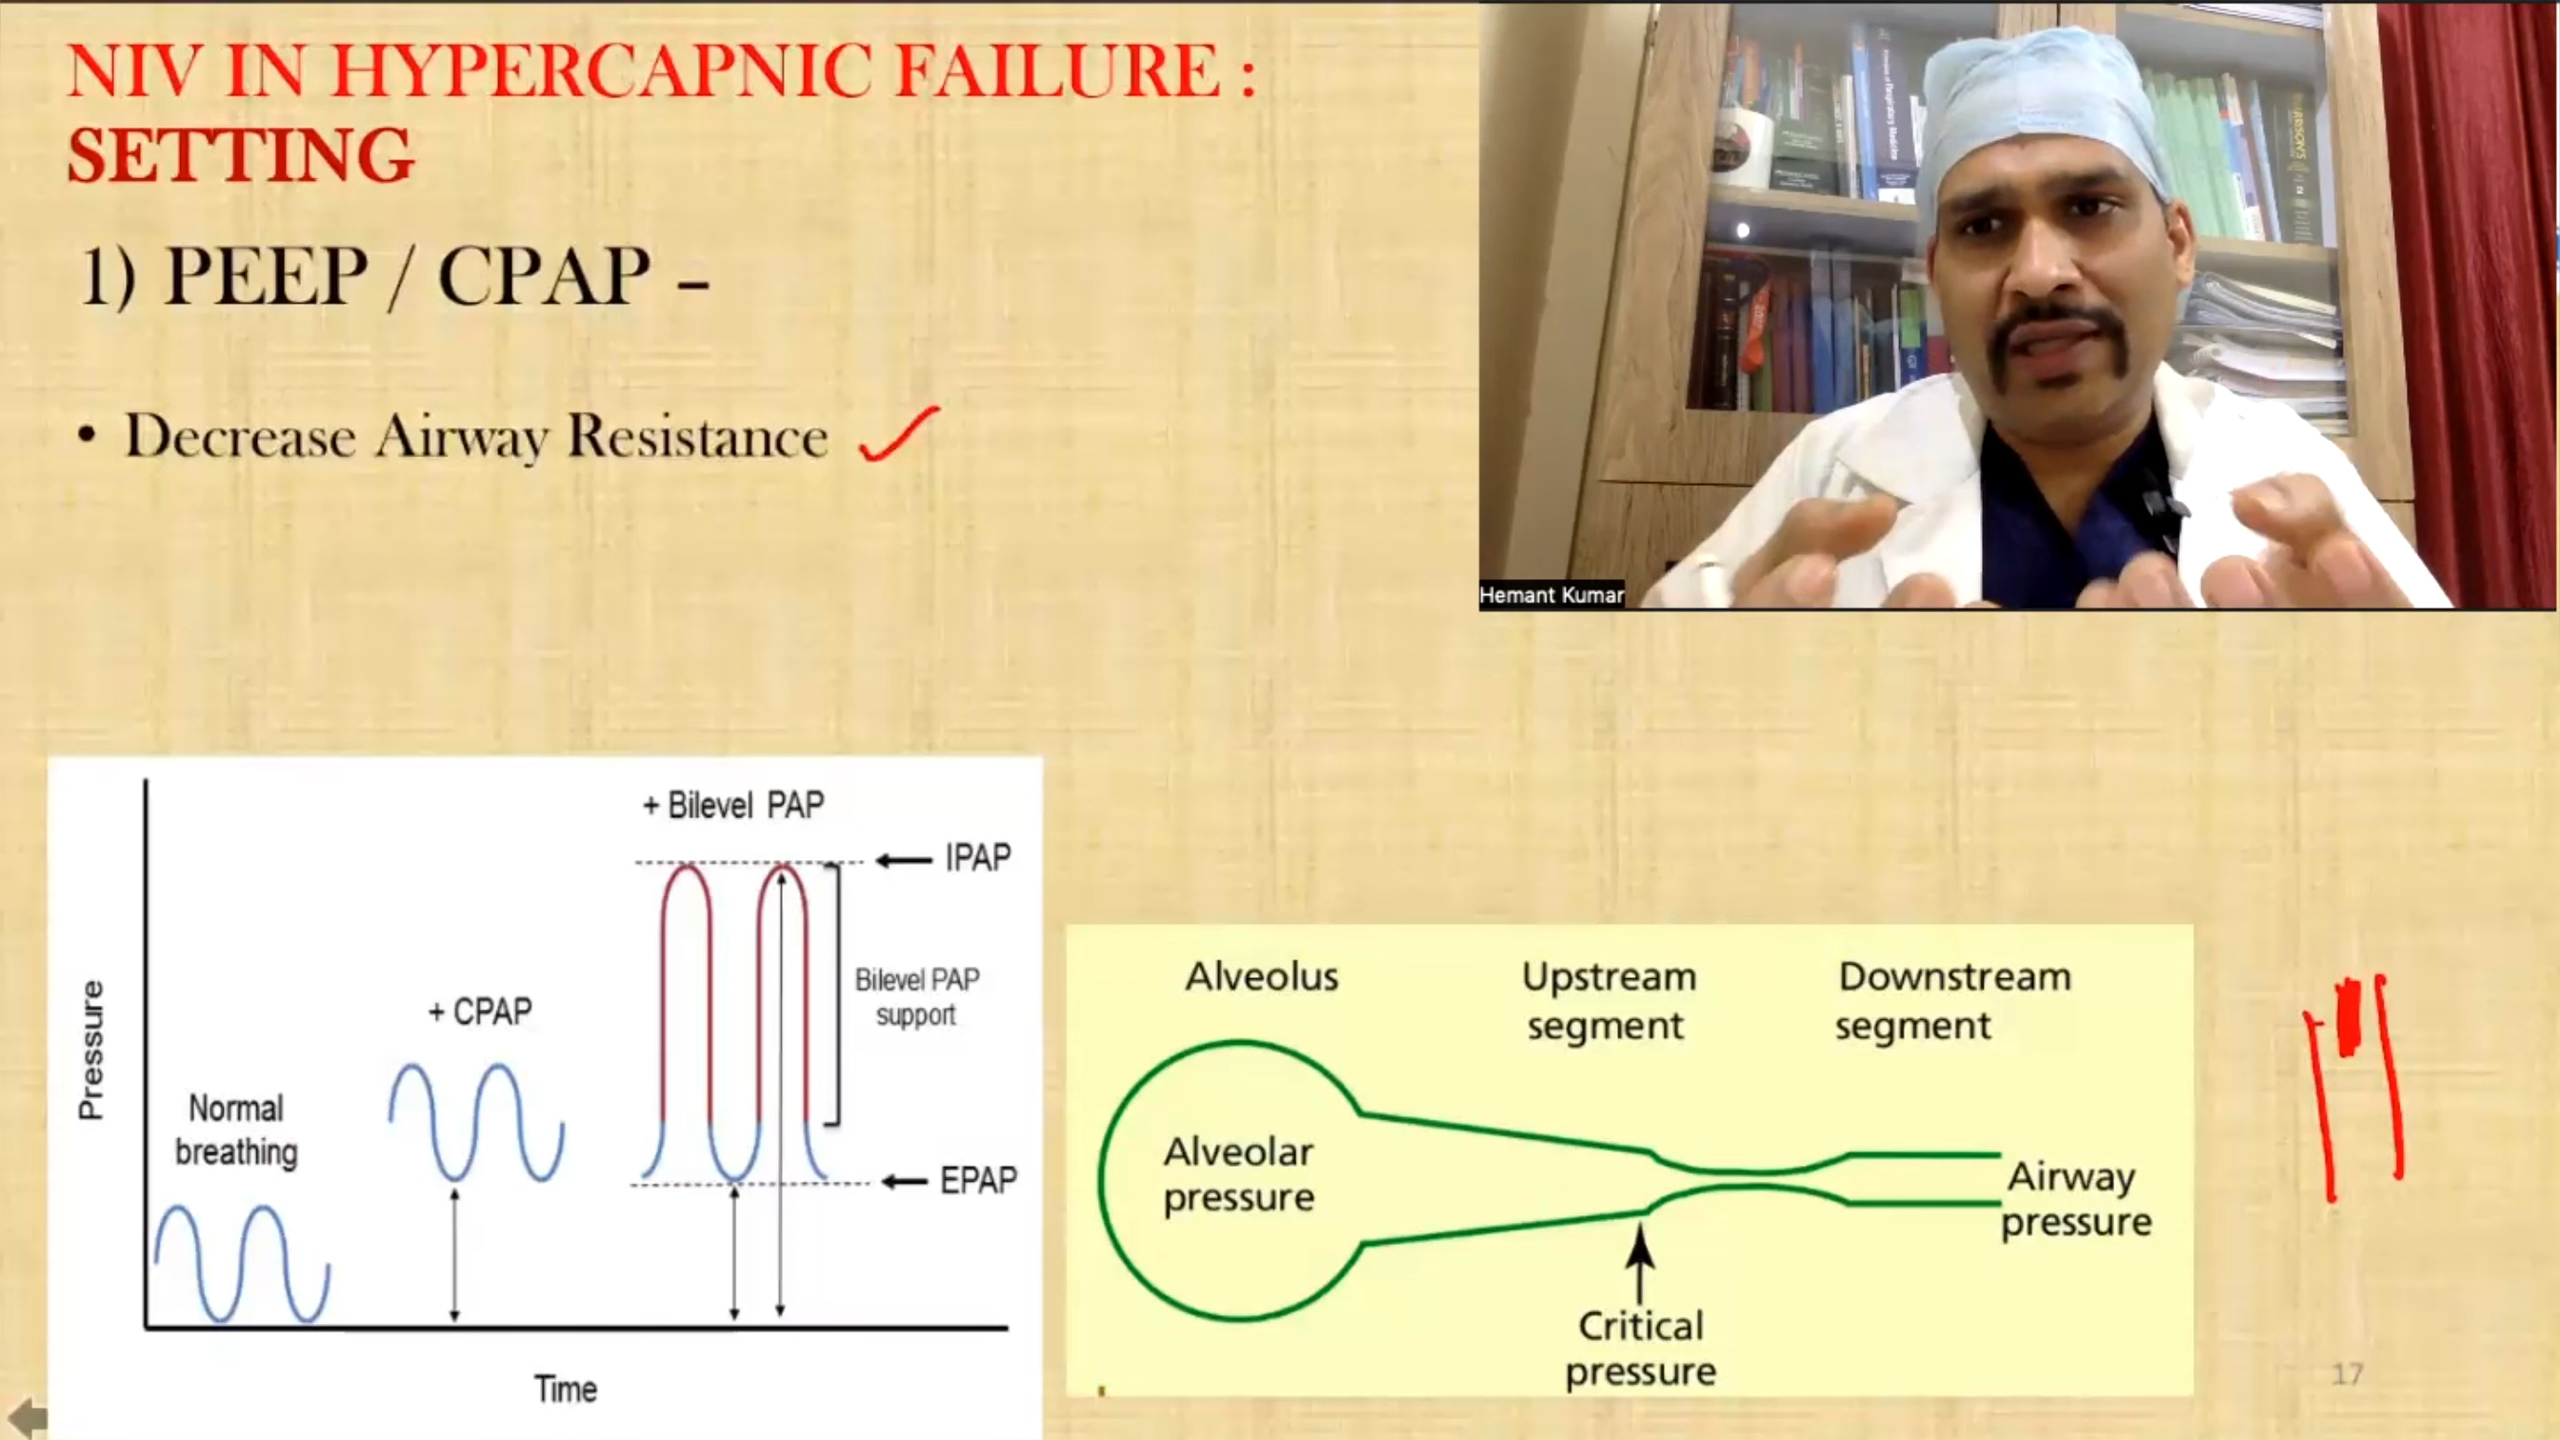 NIV IN HYPERCAPNIC FAILURE :
SETTING
1) PEEP / CPAP –
• Decrease Airway Resistance
Hemant Kumar
HARRISON'S
+ Bilevel PAP
IPAP
Bilevel PAP
support
+ CPAP
Normal
breathing
EPAP
Pressure
Time
Alveolus
Upstream
segment
Downstream
segment
Alveolar
pressure
Airway
pressure
Critical
pressure
17